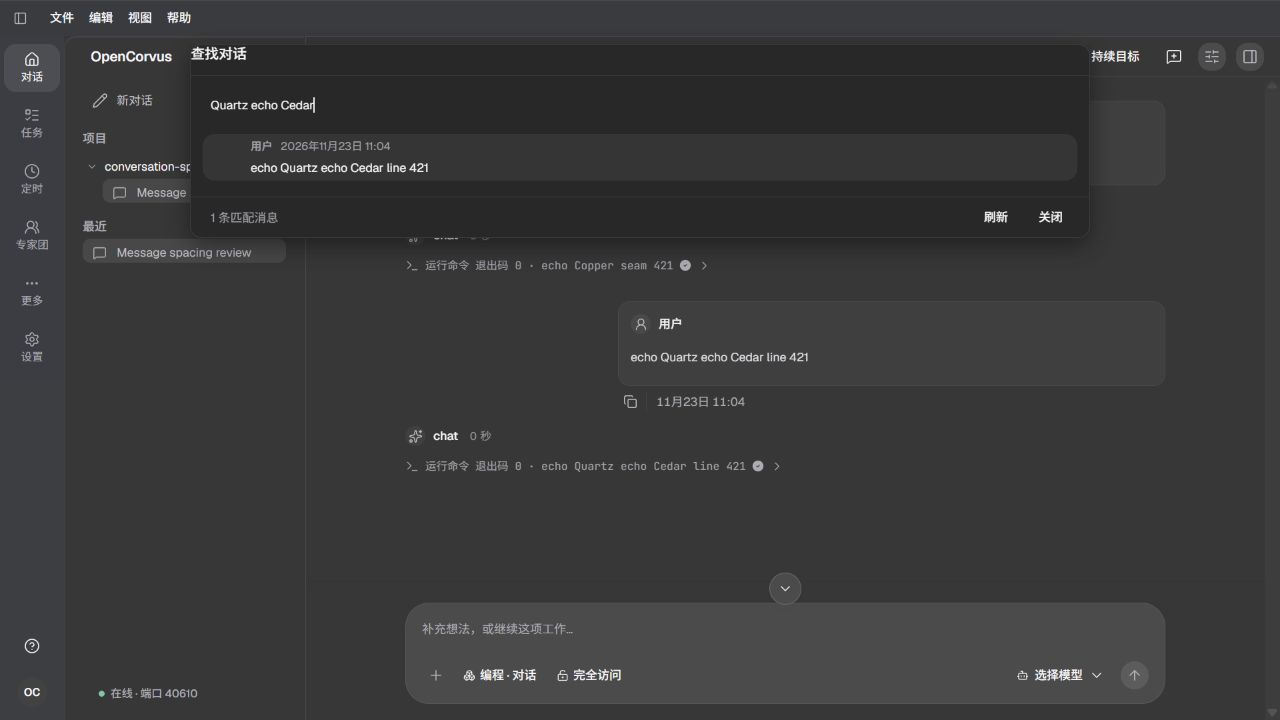 文件 编辑 视图 帮助
对话
任务
定时
专家团
更多
设置
OC
OpenCorvus
新对话
项目
conversation-sp
Message
最近
Message spacing review
在线 · 端口 40610
持续目标
查找对话
Quartz echo Cedar
用户 2026年11月23日 11:04
echo Quartz echo Cedar line 421
1 条匹配消息
刷新 关闭
运行命令 退出码 0 · echo Copper seam 421
用户
echo Quartz echo Cedar line 421
11月23日 11:04
chat 0 秒
运行命令 退出码 0 · echo Quartz echo Cedar line 421
补充想法，或继续这项工作…
编程 · 对话 完全访问
选择模型